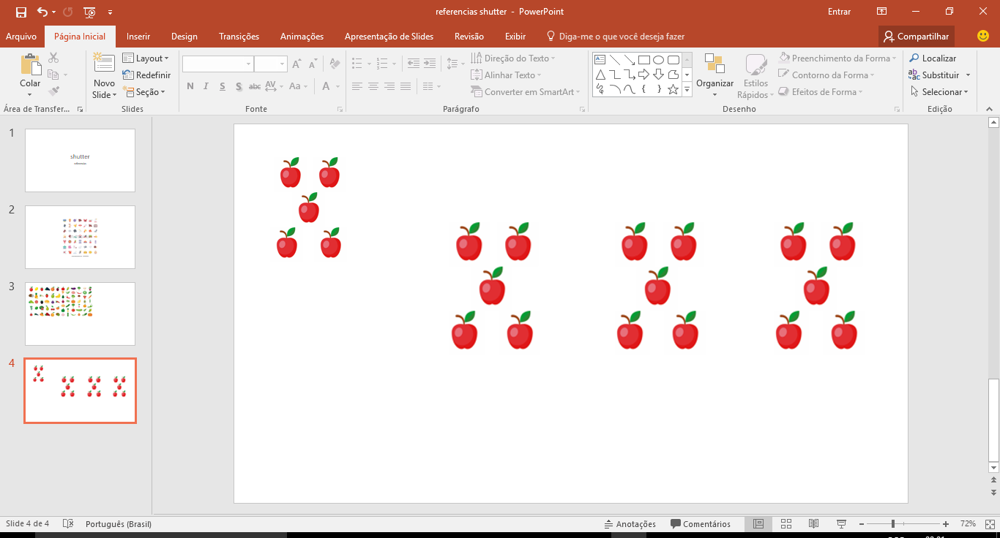 referencias shutter - PowerPoint
Entrar
Arquivo Página Inicial Inserir Design Transições Animações Apresentação de Slides Revisão Exibir Diga-me o que você deseja fazer Compartilhar
Colar
Novo Slide
Layout
Redefinir
Seção
N I S S abc AV Aa A
A A
Direção do Texto
Alinhar Texto
Converter em SmartArt
Organizar
Estilos Rápidos
Preenchimento da Forma
Contorno da Forma
Efeitos de Forma
Localizar
Substituir
Selecionar
Área de Transfer... Slides Fonte Parágrafo Desenho Edição
1
shutter
referencias
2
3
4
Slide 4 de 4 Português (Brasil) Anotações Comentários 72%